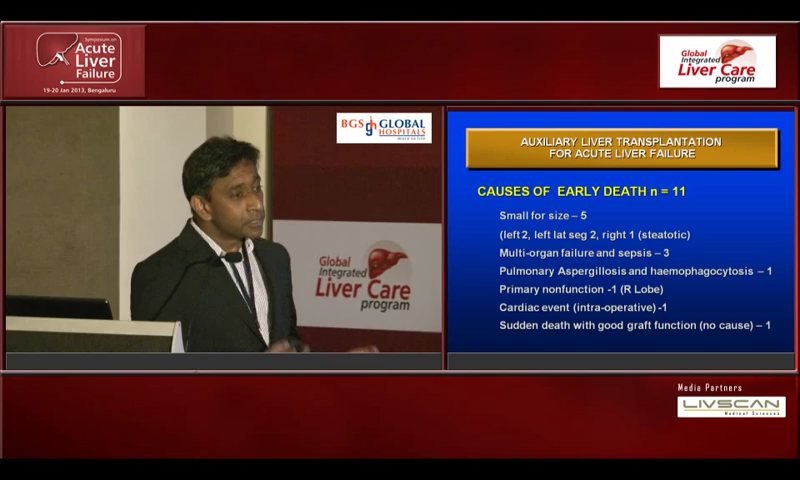 Symposium on
Acute
Liver
Failure
19-20 Jan 2013, Bengaluru
Global
Integrated
Liver Care
program
BGS GLOBAL
HOSPITALS
Global
Integrated
Liver Care
program
AUXILIARY LIVER TRANSPLANTATION
FOR ACUTE LIVER FAILURE
CAUSES OF EARLY DEATH n = 11
Small for size – 5
(left 2, left lat seg 2, right 1 (steatotic)
Multi-organ failure and sepsis – 3
Pulmonary Aspergillosis and haemophagocytosis – 1
Primary nonfunction -1 (R Lobe)
Cardiac event (intra-operative) -1
Sudden death with good graft function (no cause) – 1
Media Partners
LIVSCAN
Medical Sciences